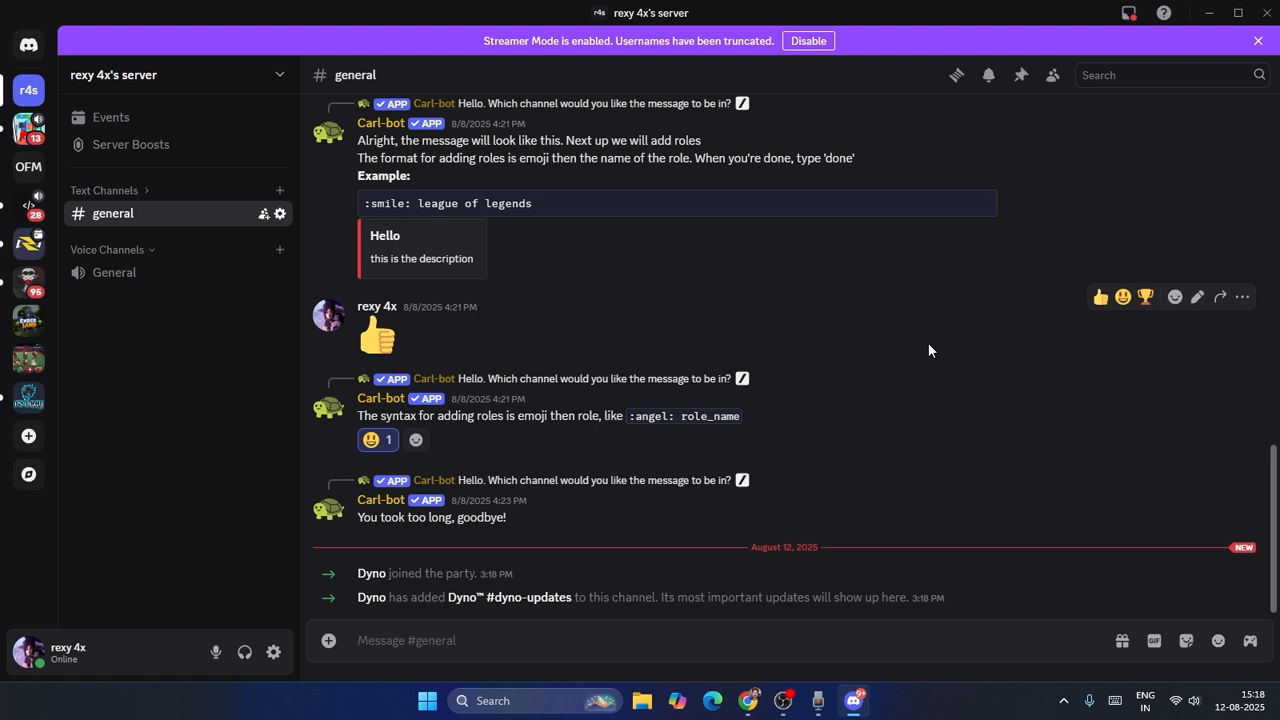 r4s rexy 4x's server
Streamer Mode is enabled. Usernames have been truncated. Disable
rexy 4x's server
# general
Search
r4s
13
OFM
28
95
Events
Server Boosts
Text Channels
general
Voice Channels
General
APP Carl-bot Hello. Which channel would you like the message to be in?
Carl-bot APP 8/8/2025 4:21 PM
Alright, the message will look like this. Next up we will add roles
The format for adding roles is emoji then the name of the role. When you're done, type 'done'
Example:
:smile: league of legends
Hello
this is the description
rexy 4x 8/8/2025 4:21 PM
APP Carl-bot Hello. Which channel would you like the message to be in?
Carl-bot APP 8/8/2025 4:21 PM
The syntax for adding roles is emoji then role, like :angel: role_name
1
APP Carl-bot Hello. Which channel would you like the message to be in?
Carl-bot APP 8/8/2025 4:23 PM
You took too long, goodbye!
August 12, 2025 NEW
Dyno joined the party. 3:18 PM
Dyno has added Dyno™ #dyno-updates to this channel. Its most important updates will show up here. 3:18 PM
Message #general
GIF
rexy 4x
Online
Search
9+
ENG
IN
15:18
12-08-2025